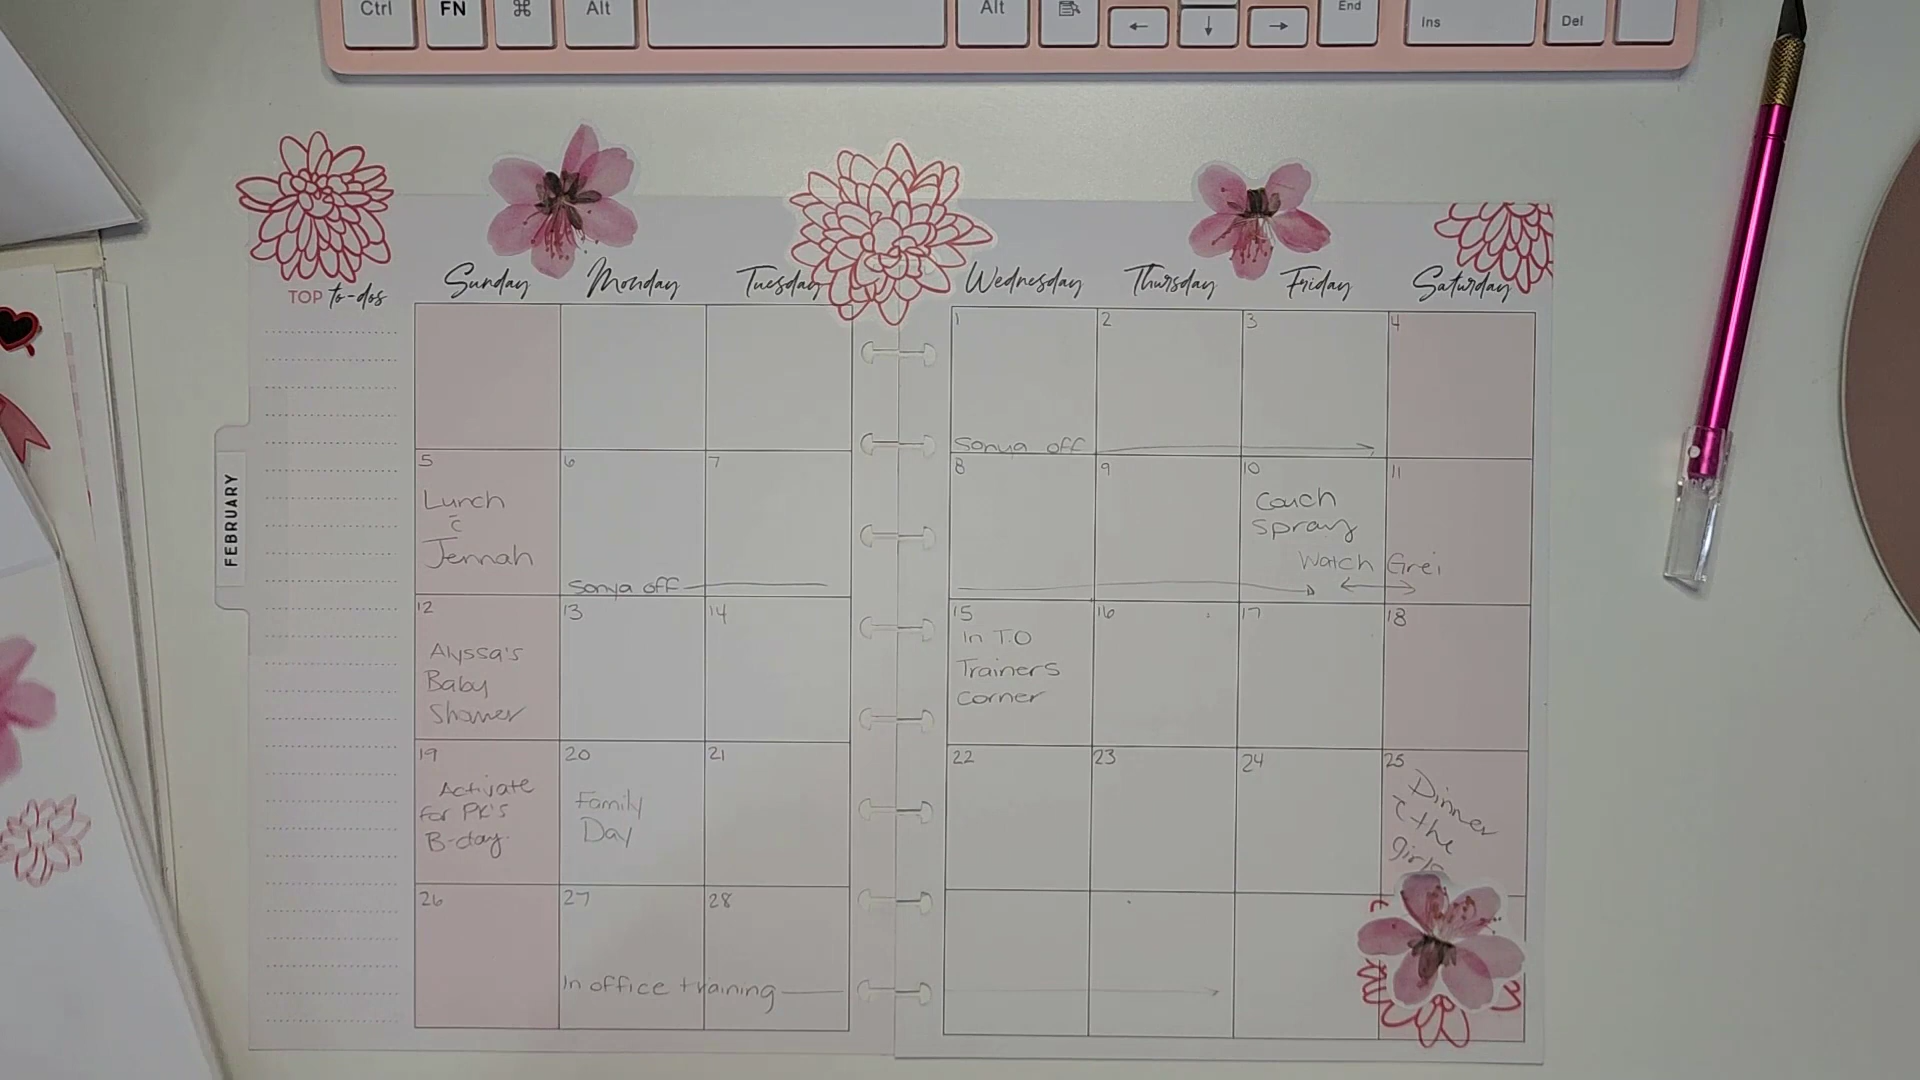 Ctrl
FN
⌘
Alt
Alt
←
↓
→
End
Ins
Del
TOP to-dos
Sunday
Monday
Tuesday
Wednesday
Thursday
Friday
Saturday
FEBRUARY
1
2
3
4
Sonya off
5
Lunch
c̄
Jennah
6
7
Sonya off
8
9
10
Couch
Spray
11
Watch Grei
12
Alyssa's
Baby
Shower
13
14
15
In T.O
Trainers
Corner
16
17
18
19
Activate
for PK's
B-day.
20
Family
Day
21
22
23
24
25
Dinner
c̄ the
girls
26
27
28
In office training